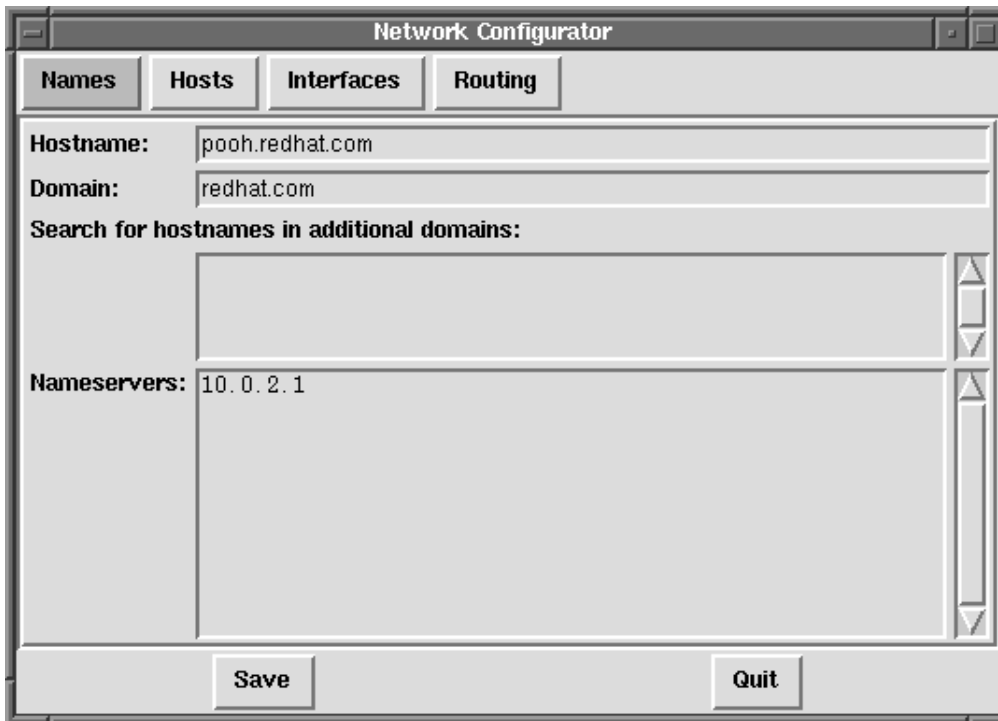 Network Configurator
Names Hosts Interfaces Routing
Hostname: pooh.redhat.com
Domain: redhat.com
Search for hostnames in additional domains:
Nameservers: 10.0.2.1
Save Quit